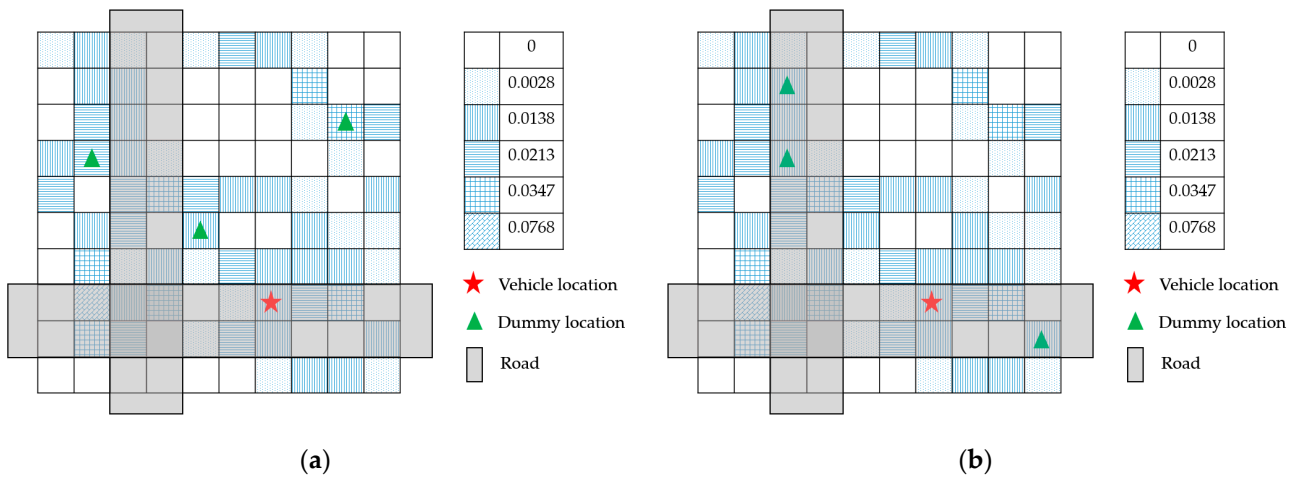 0
0.0028
0.0138
0.0213
0.0347
0.0768
Vehicle location
Dummy location
Road
(a)
0
0.0028
0.0138
0.0213
0.0347
0.0768
Vehicle location
Dummy location
Road
(b)